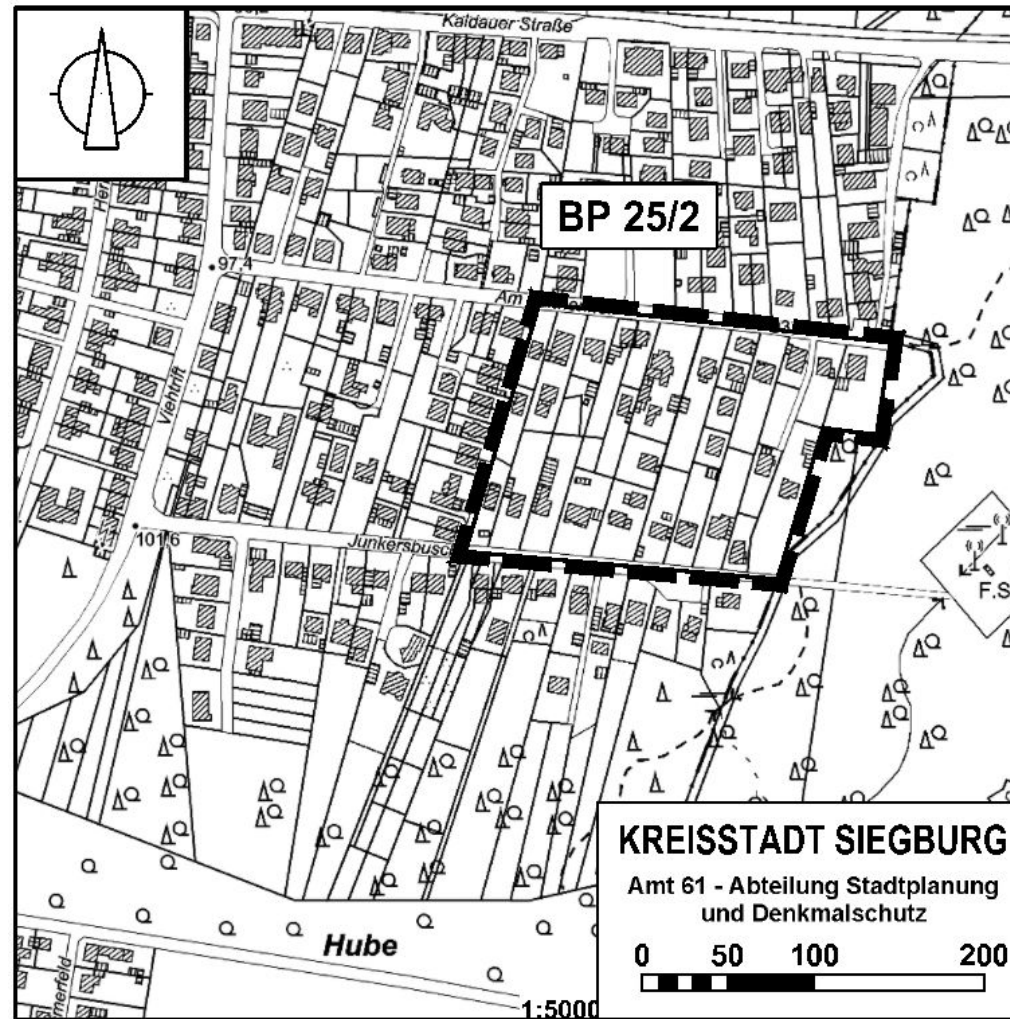 Kaldauer Straße
BP 25/2
97,4
Am
Viehtrift
101,6
Junkersbusch
F.S
KREISSTADT SIEGBURG
Amt 61 - Abteilung Stadtplanung
und Denkmalschutz
0 50 100 200
Hube
1:5000